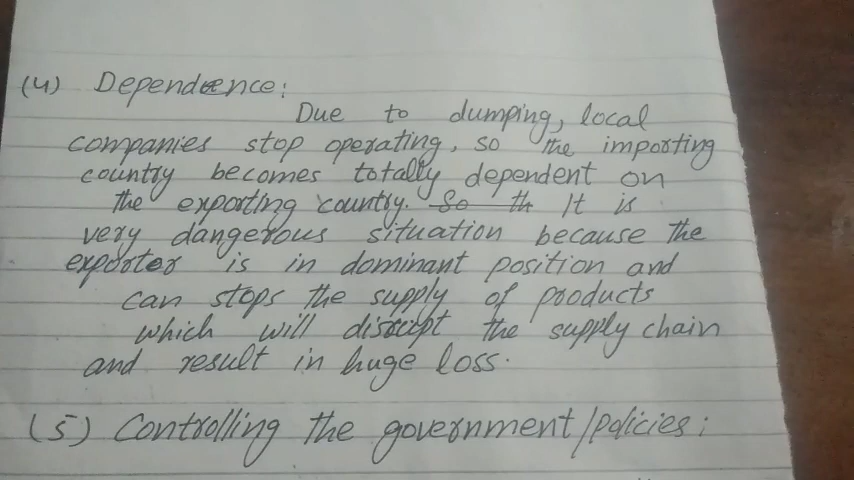 (4) Dependence:
Due to dumping, local
companies stop operating, so the importing
country becomes totally dependent on
the exporting country. So th It is
very dangerous situation because the
exporter is in dominant position and
can stops the supply of products
which will disrupt the supply chain
and result in huge loss.
(5) Controlling the government/policies: